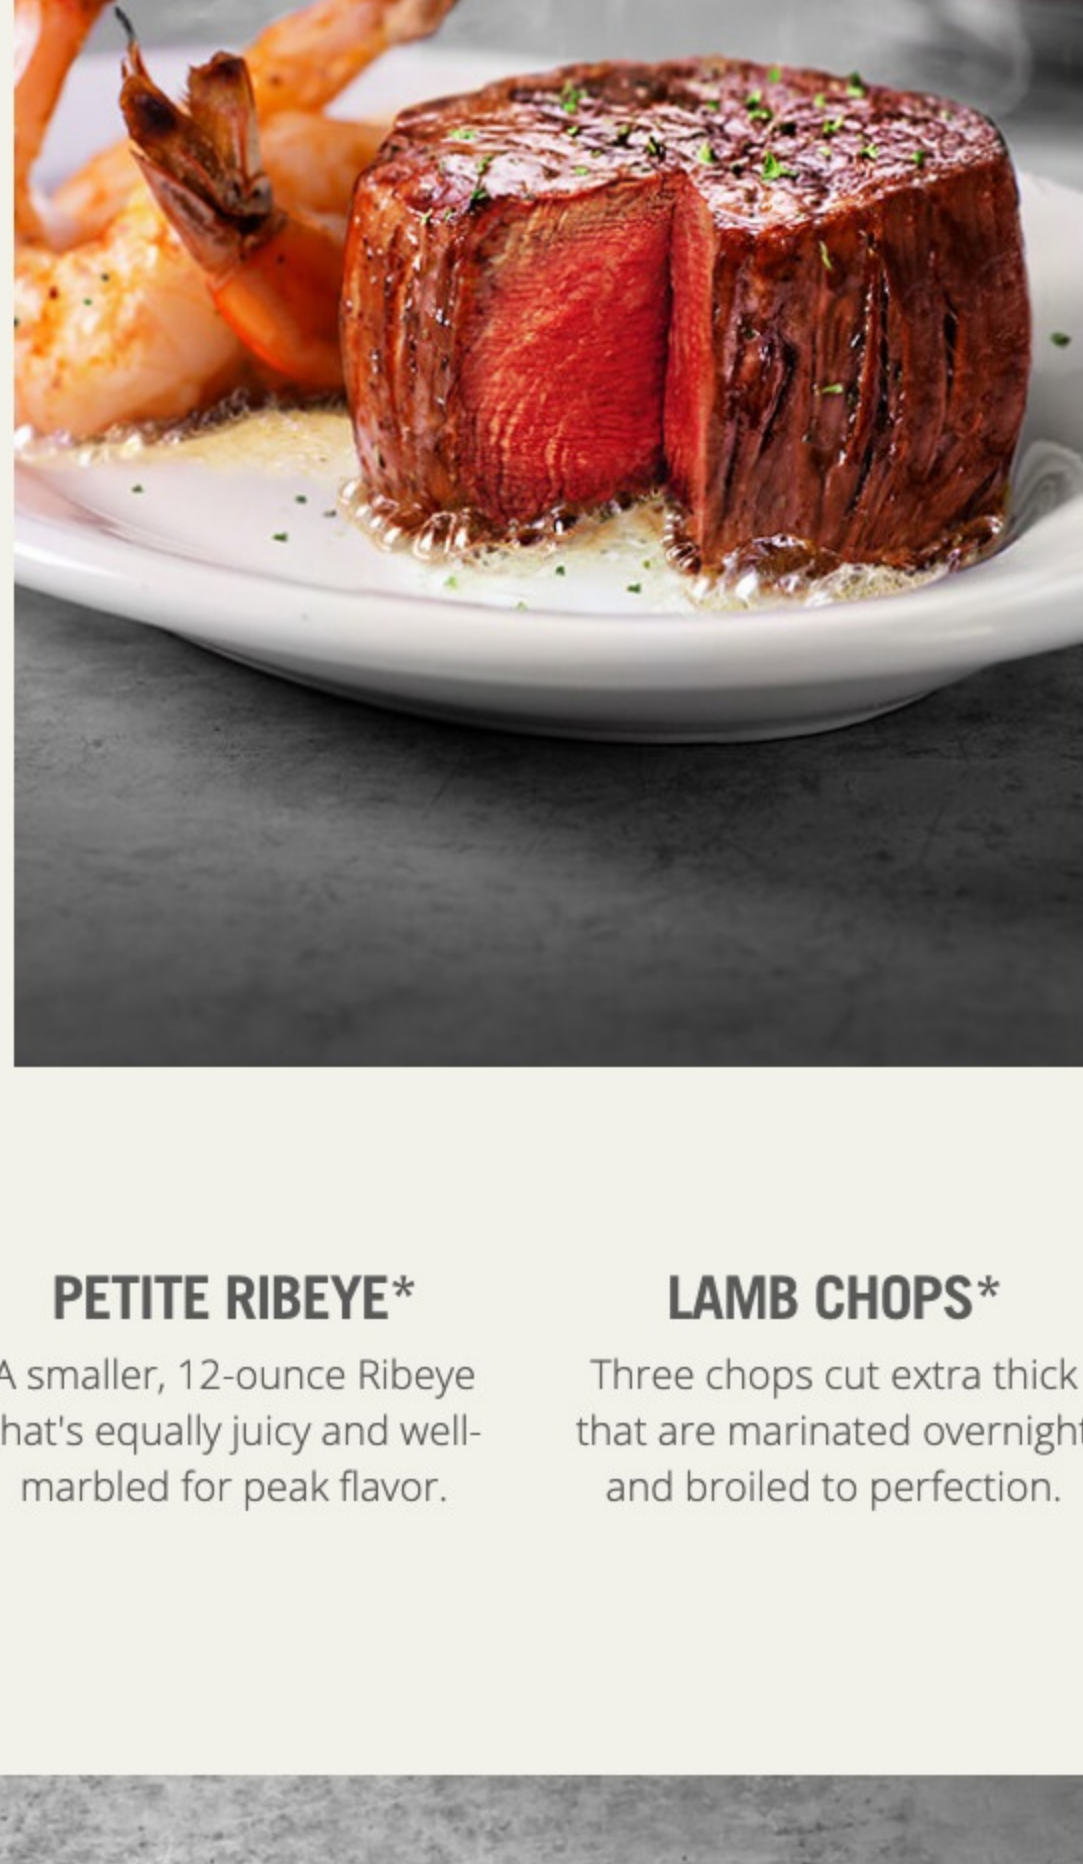 PETITE RIBEYE*
A smaller, 12-ounce Ribeye
hat's equally juicy and well-
marbled for peak flavor.
LAMB CHOPS*
Three chops cut extra thick
that are marinated overnight
and broiled to perfection.